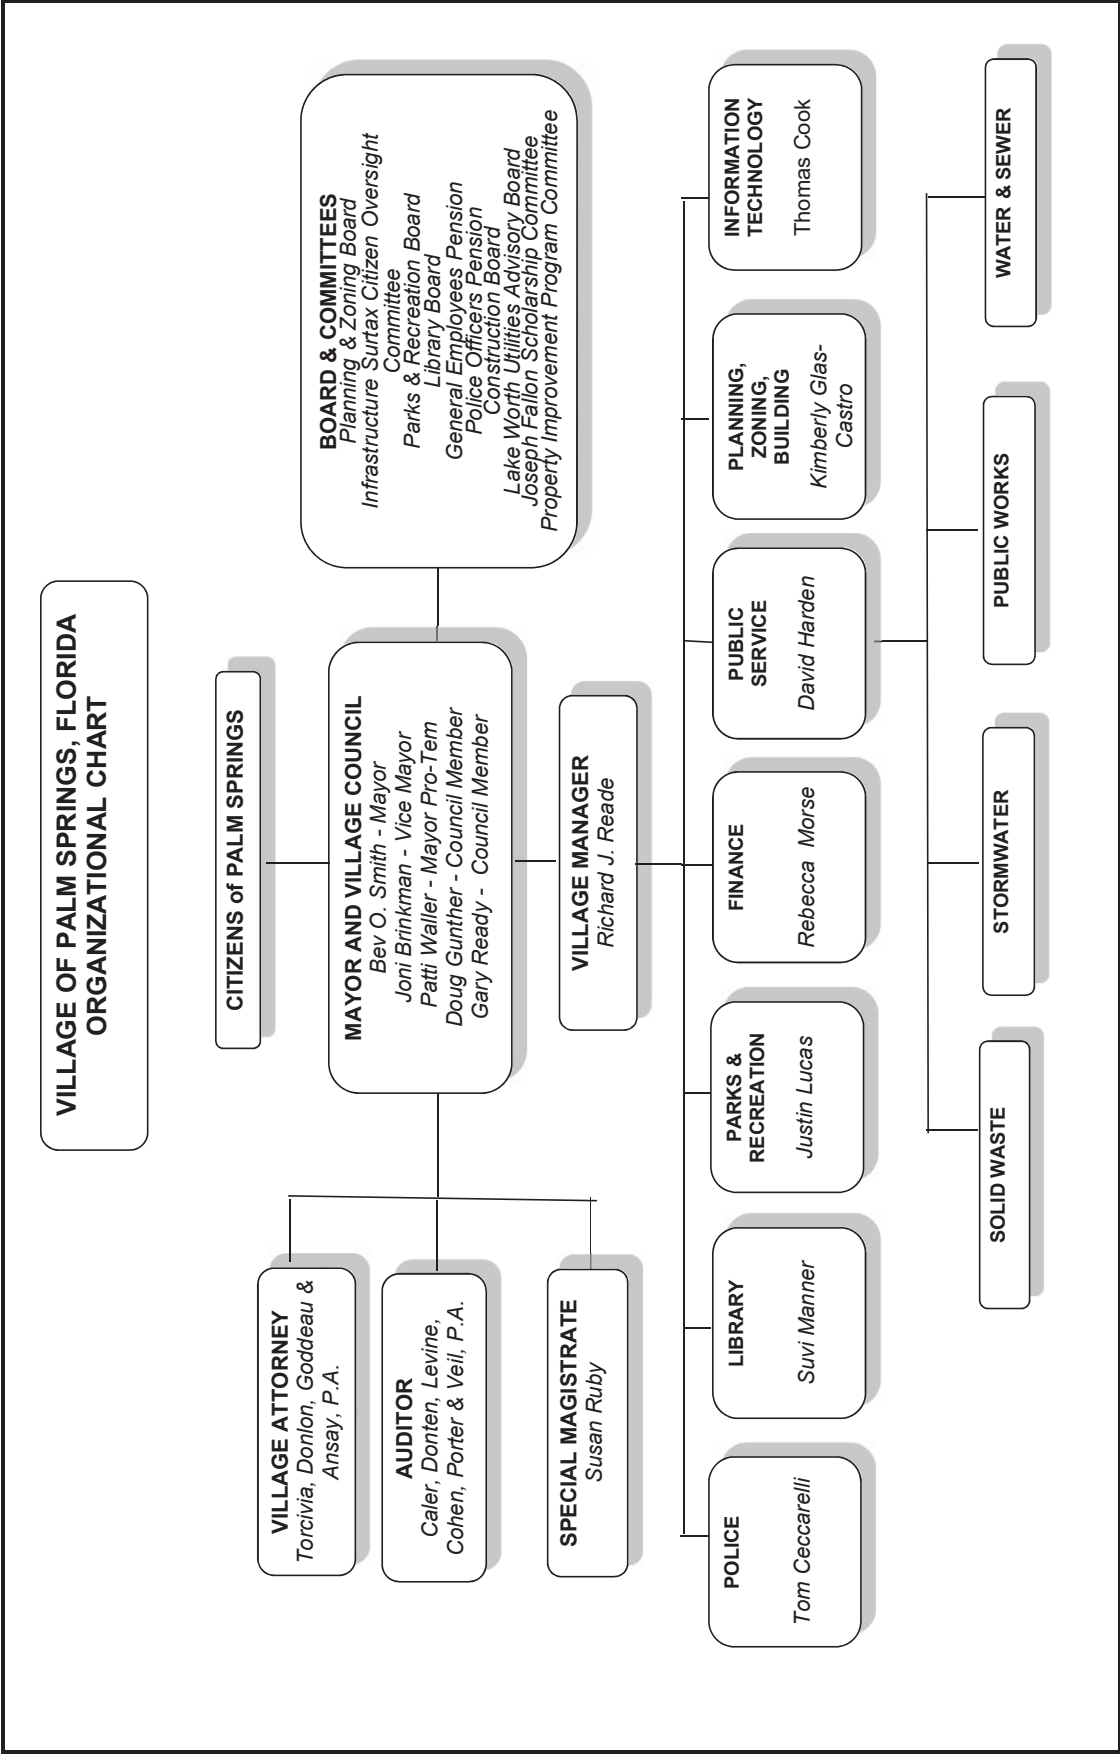 VILLAGE OF PALM SPRINGS, FLORIDA
ORGANIZATIONAL CHART
CITIZENS of PALM SPRINGS
VILLAGE ATTORNEY
Torcivia, Donlon, Goddeau &
Ansay, P.A.
AUDITOR
Caler, Donten, Levine,
Cohen, Porter & Veil, P.A.
SPECIAL MAGISTRATE
Susan Ruby
MAYOR AND VILLAGE COUNCIL
Bev O. Smith - Mayor
Joni Brinkman - Vice Mayor
Patti Waller - Mayor Pro-Tem
Doug Gunther - Council Member
Gary Ready - Council Member
BOARD & COMMITTEES
Planning & Zoning Board
Infrastructure Surtax Citizen Oversight
Committee
Parks & Recreation Board
Library Board
General Employees Pension
Police Officers Pension
Construction Board
Lake Worth Utilities Advisory Board
Joseph Fallon Scholarship Committee
Property Improvement Program Committee
VILLAGE MANAGER
Richard J. Reade
POLICE
Tom Ceccarelli
LIBRARY
Suvi Manner
PARKS &
RECREATION
Justin Lucas
FINANCE
Rebecca Morse
PUBLIC
SERVICE
David Harden
PLANNING,
ZONING,
BUILDING
Kimberly Glas-
Castro
INFORMATION
TECHNOLOGY
Thomas Cook
SOLID WASTE
STORMWATER
PUBLIC WORKS
WATER & SEWER